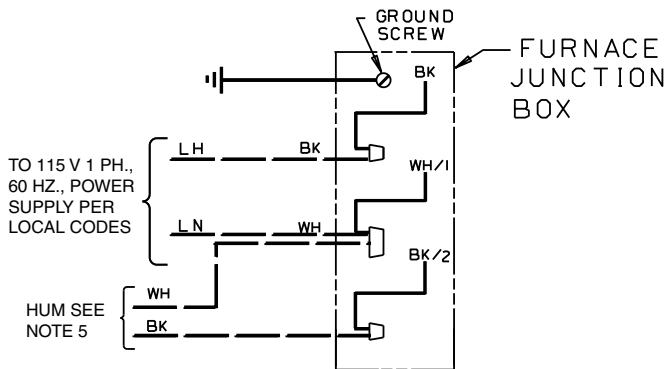 GROUND
SCREW
FURNACE
JUNCTION
BOX
BK
TO 115 V 1 PH.,
60 HZ., POWER
SUPPLY PER
LOCAL CODES
LH
BK
WH/1
LN
WH
BK/2
HUM SEE
NOTE 5
WH
BK